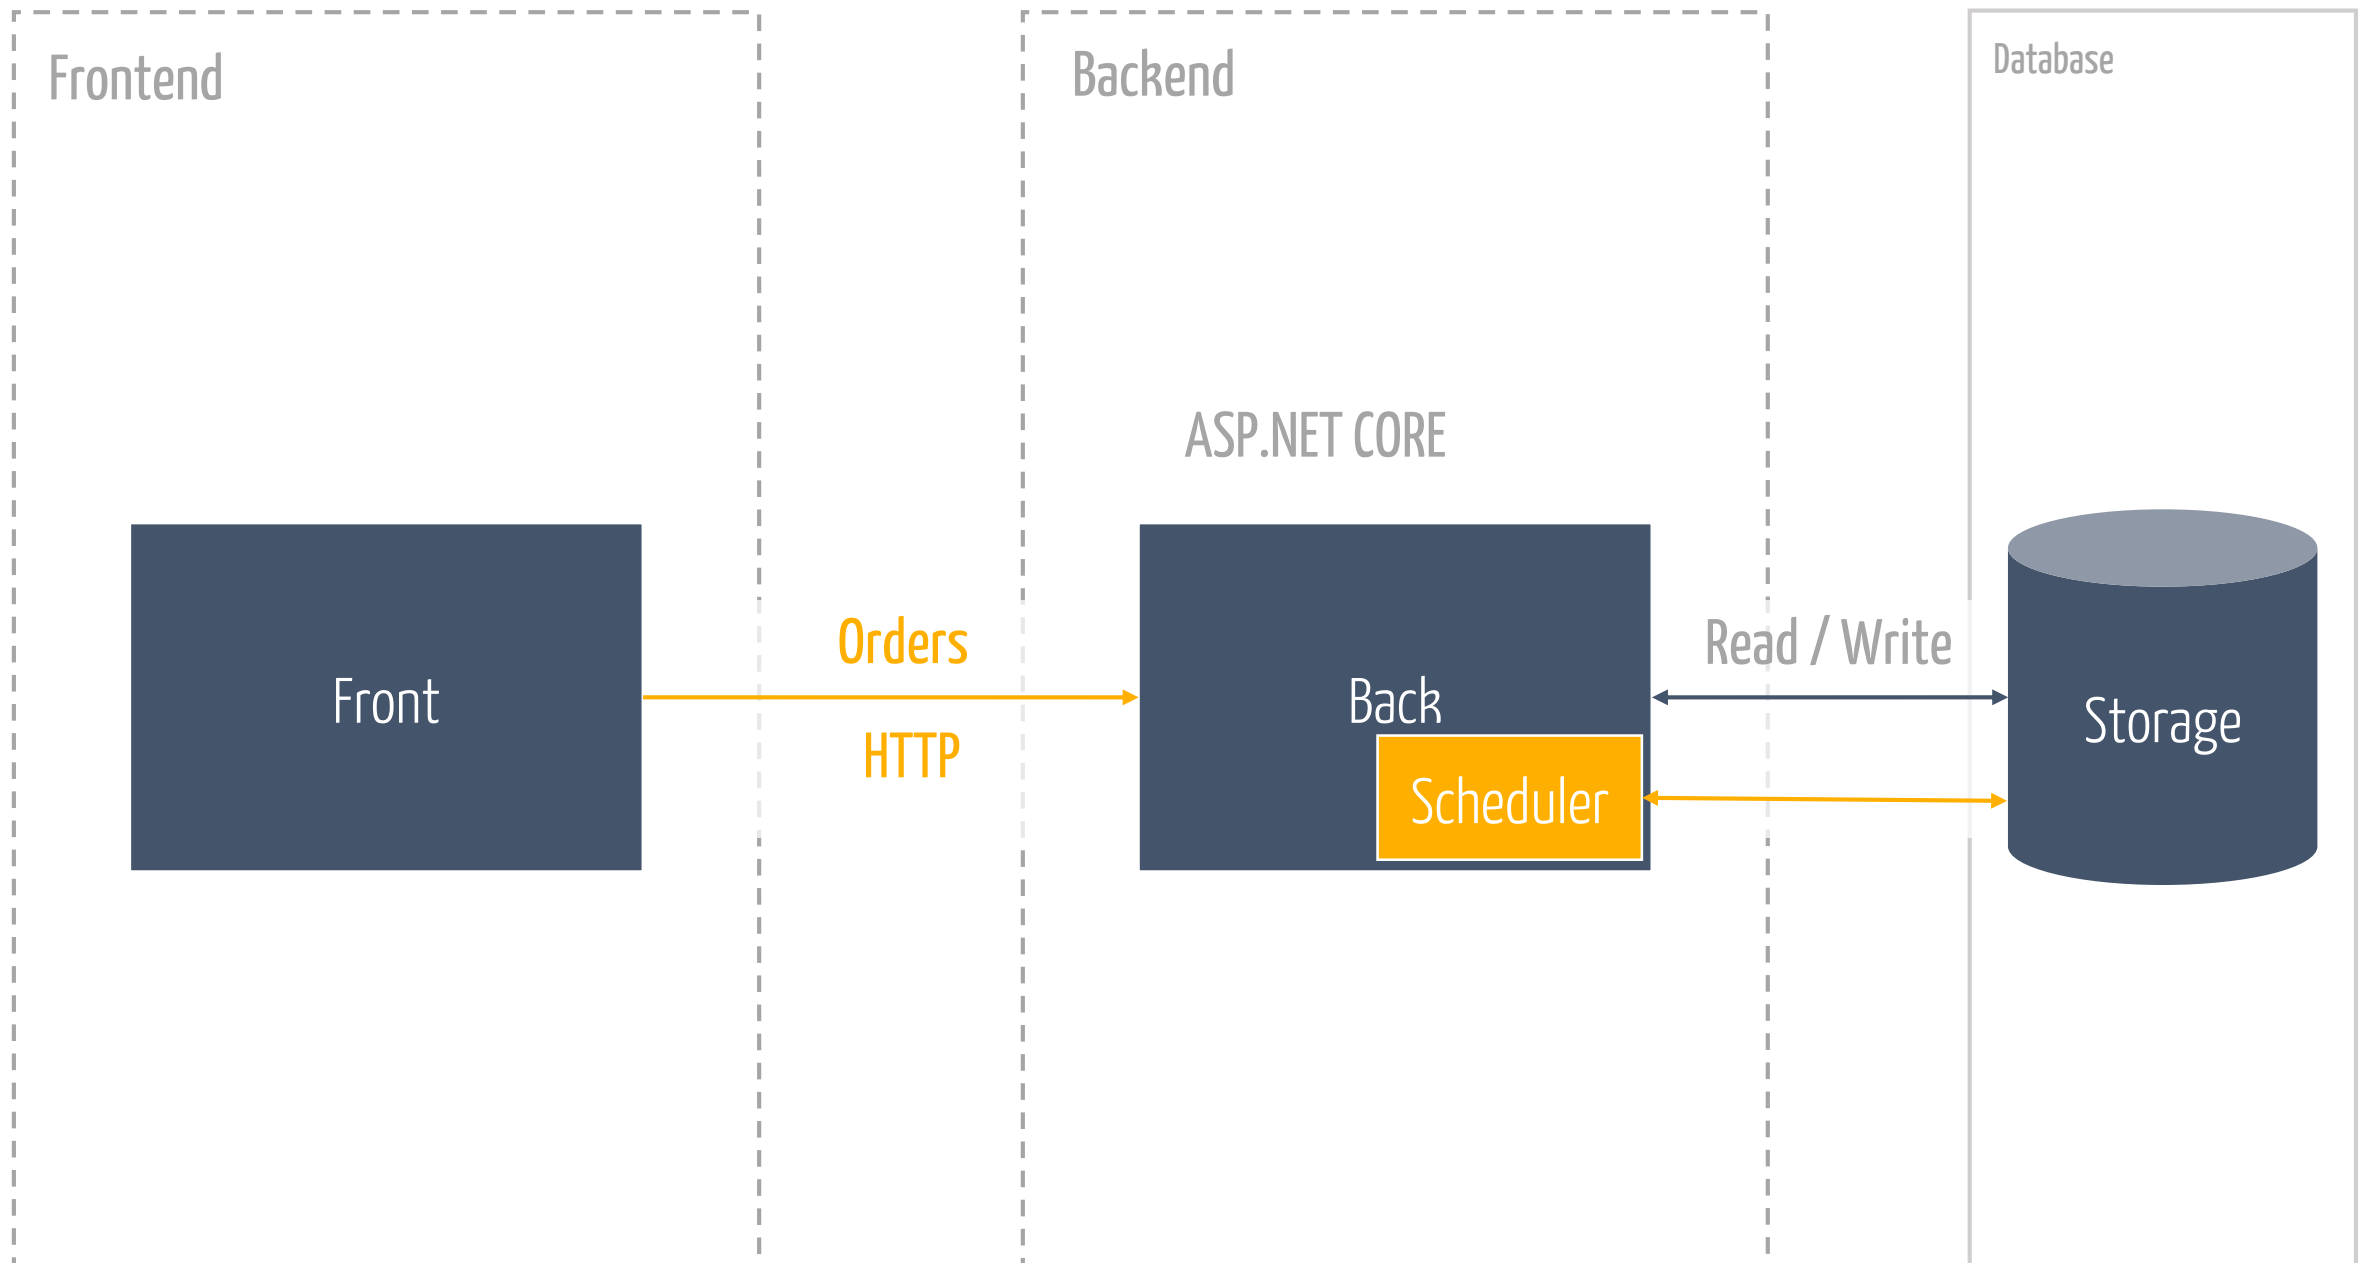 Frontend
Backend
Database
ASP.NET CORE
Orders
Read / Write
Front
Back
Storage
HTTP
Scheduler